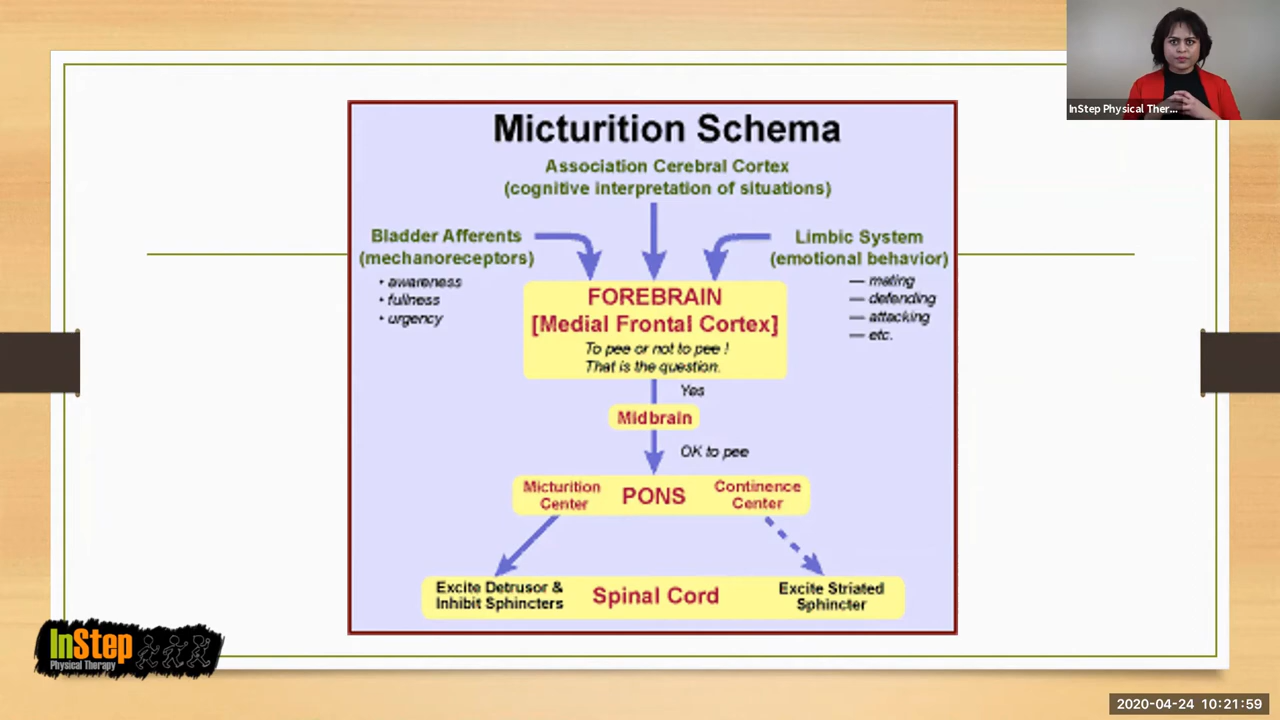 InStep Physical Ther...
Micturition Schema
Association Cerebral Cortex
(cognitive interpretation of situations)
Bladder Afferents
(mechanoreceptors)
• awareness
• fullness
• urgency
Limbic System
(emotional behavior)
— mating
— defending
— attacking
— etc.
FOREBRAIN
[Medial Frontal Cortex]
To pee or not to pee !
That is the question.
Yes
Midbrain
OK to pee
Micturition
Center
PONS
Continence
Center
Excite Detrusor &
Inhibit Sphincters
Spinal Cord
Excite Striated
Sphincter
InStep
Physical Therapy
2020-04-24 10:21:59